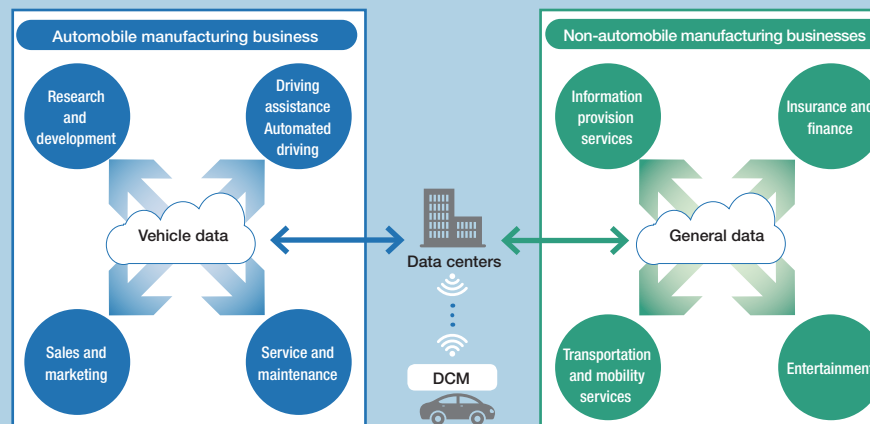 Automobile manufacturing business
Research
and
development
Driving
assistance
Automated
driving
Vehicle data
Sales and
marketing
Service and
maintenance
Data centers
DCM
Non-automobile manufacturing businesses
Information
provision
services
Insurance and
finance
General data
Transportation
and mobility
services
Entertainment